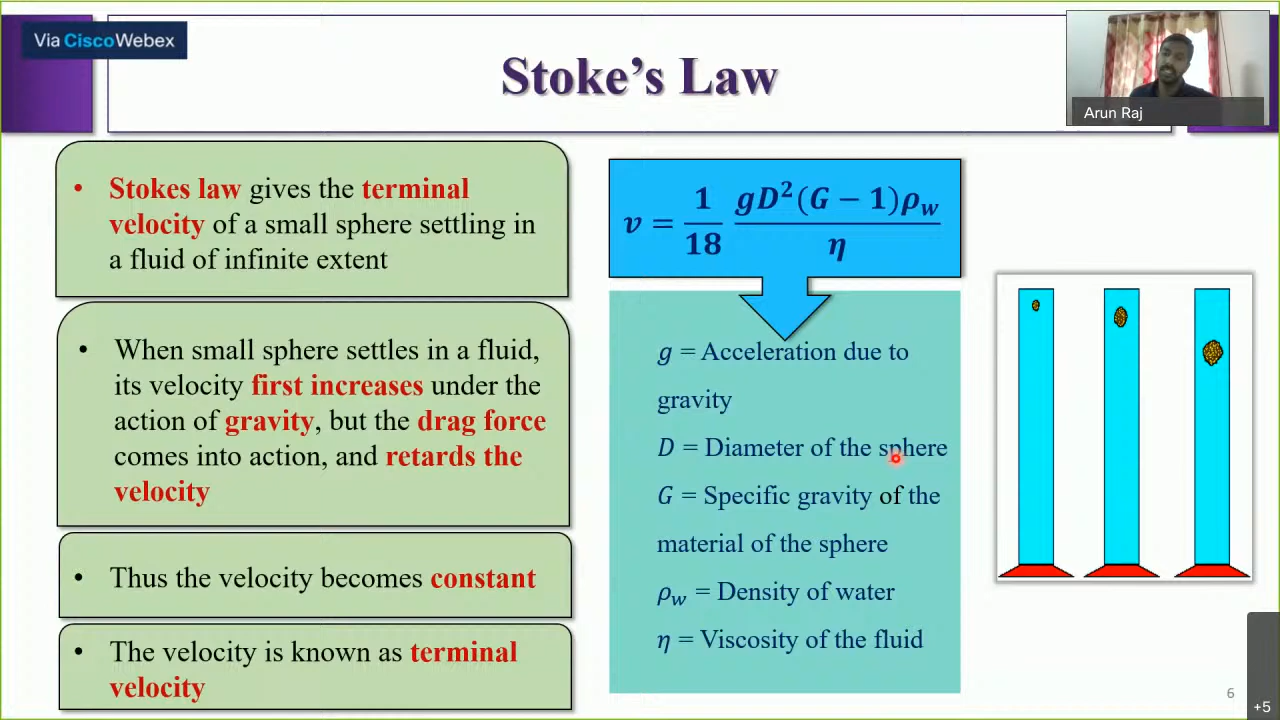 Via CiscoWebex
Stoke's Law
Arun Raj
• Stokes law gives the terminal
velocity of a small sphere settling in
a fluid of infinite extent
• When small sphere settles in a fluid,
its velocity first increases under the
action of gravity, but the drag force
comes into action, and retards the
velocity
• Thus the velocity becomes constant
• The velocity is known as terminal
velocity
v = 1/18 gD²(G − 1)ρw/η
g = Acceleration due to
gravity
D = Diameter of the sphere
G = Specific gravity of the
material of the sphere
ρw = Density of water
η = Viscosity of the fluid
6
+5